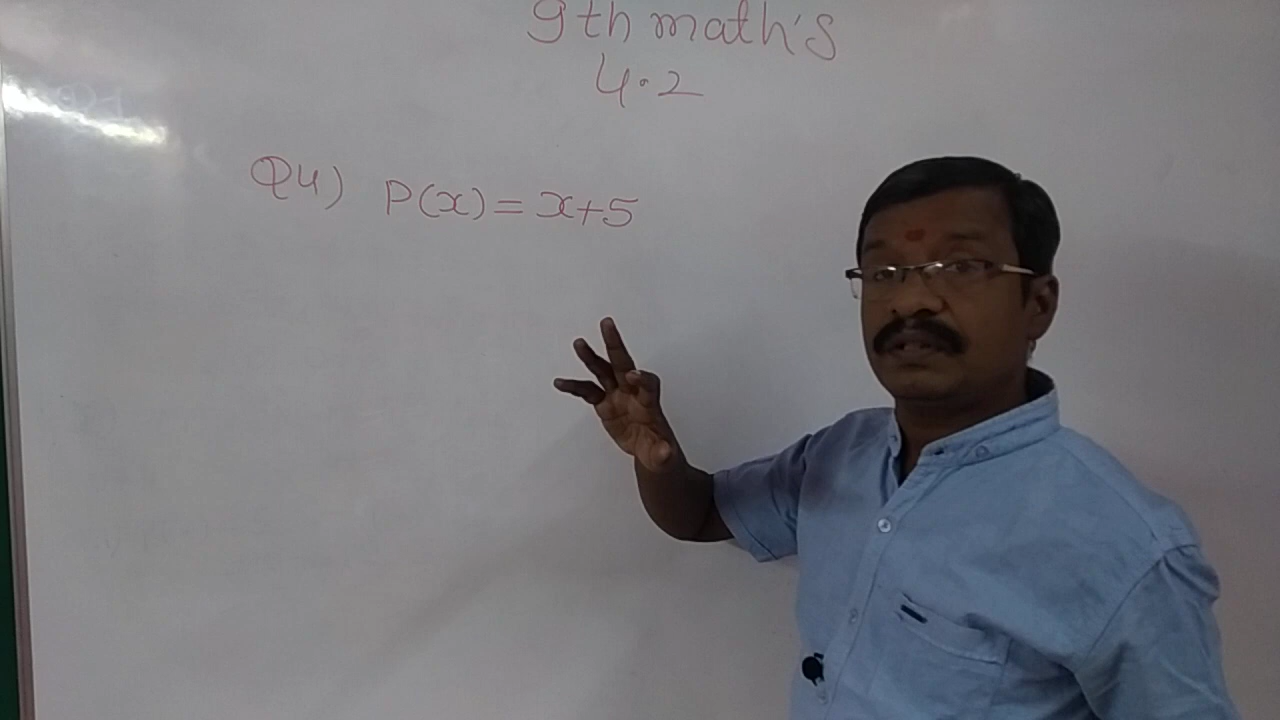 9th math's
4.2
Q4) P(x) = x+5